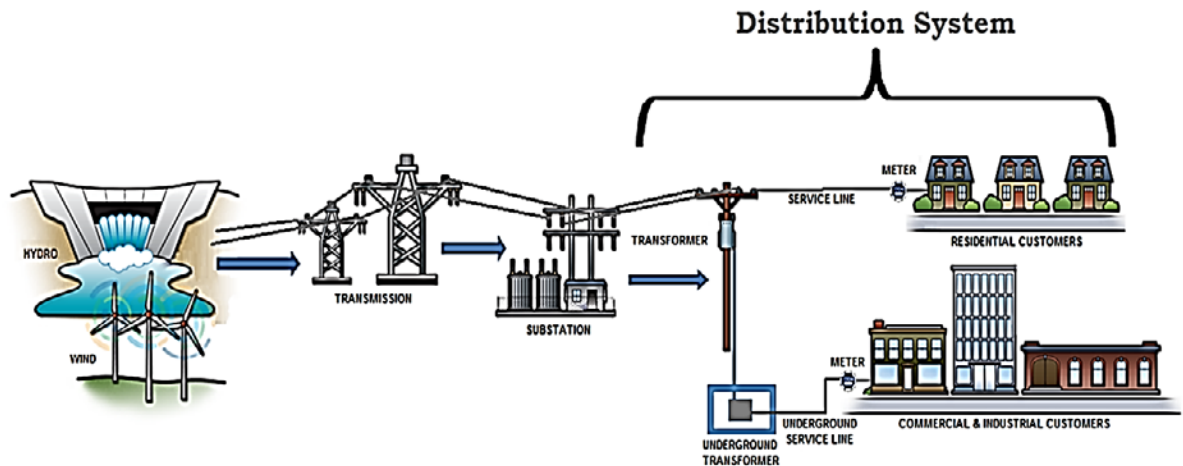 Distribution System
METER
SERVICE LINE
RESIDENTIAL CUSTOMERS
TRANSFORMER
HYDRO
TRANSMISSION
SUBSTATION
WIND
METER
UNDERGROUND
SERVICE LINE
COMMERCIAL & INDUSTRIAL CUSTOMERS
UNDERGROUND
TRANSFORMER